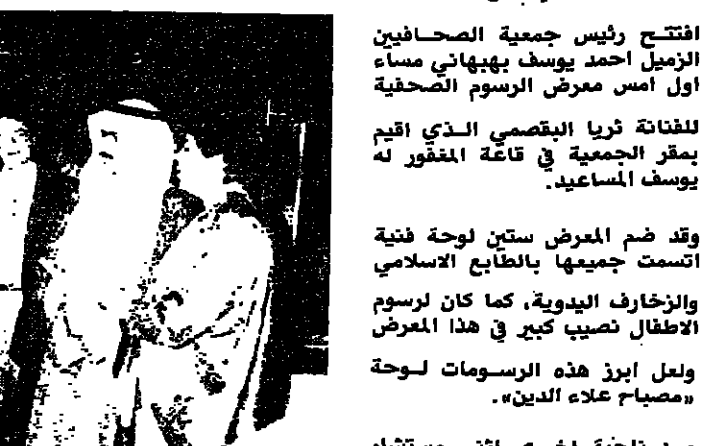 افتتح رئيس جمعية الصحافيين
الزميل احمد يوسف بهبهاني مساء
اول امس معرض الرسوم الصحفية
للفنانة ثريا البقصمي الذي اقيم
بمقر الجمعية في قاعة المغفور له
يوسف المساعيد.
وقد ضم المعرض ستين لوحة فنية
اتسمت جميعها بالطابع الاسلامي
والزخارف اليدوية، كما كان لرسوم
الاطفال نصيب كبير في هذا المعرض
ولعل ابرز هذه الرسومات لوحة
«مصباح علاء الدين».